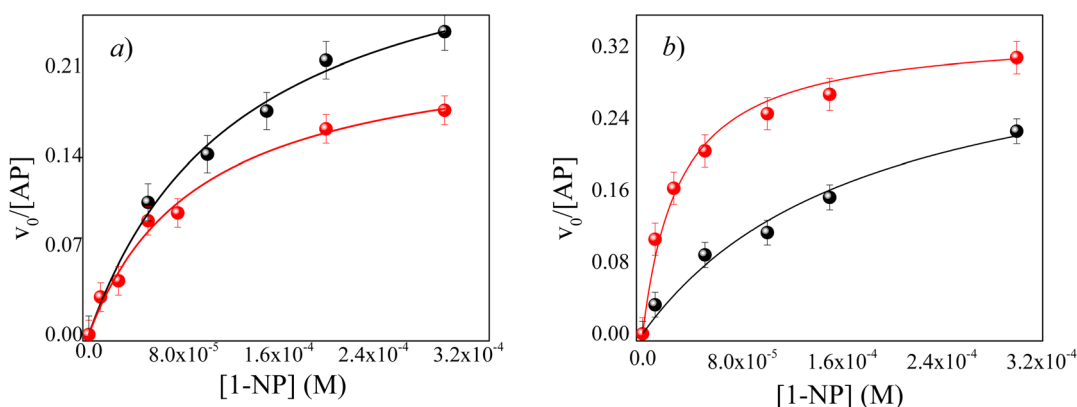 a)
0.21
0.14
0.07
0.00
v0/[AP]
0.0 8.0x10-5 1.6x10-4 2.4x10-4 3.2x10-4
[1-NP] (M)
b)
0.32
0.24
0.16
0.08
0.00
v0/[AP]
0.0 8.0x10-5 1.6x10-4 2.4x10-4 3.2x10-4
[1-NP] (M)